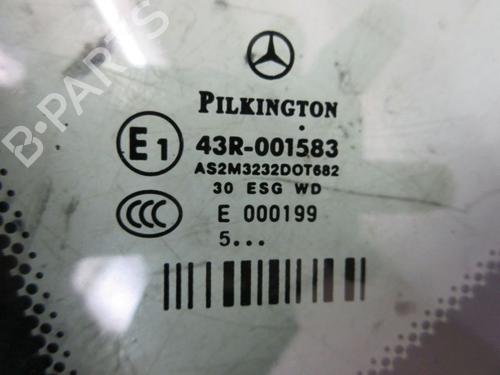 B-PARTS
PILKINGTON
E1 43R-001583
AS2M3232DOT682
30 ESG WD
CCC E 000199
5...